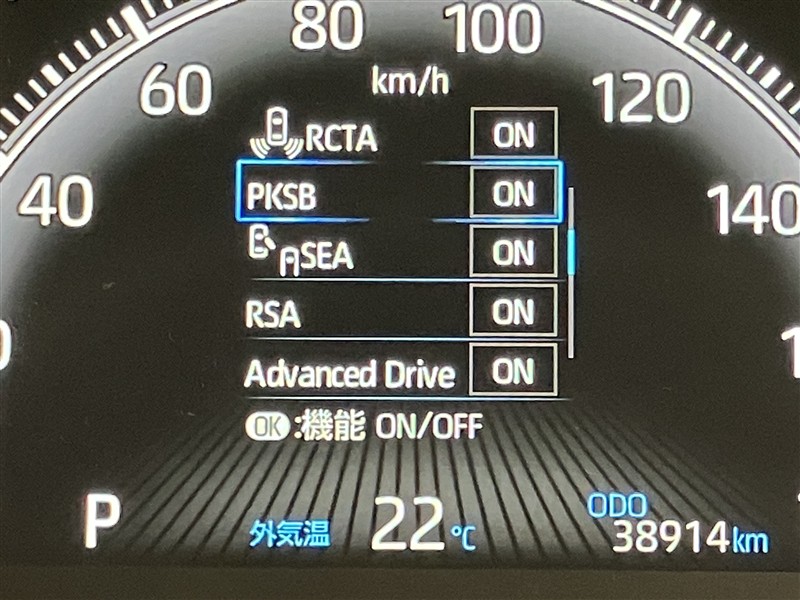 80 100
km/h
60 120
40 140
RCTA ON
PKSB ON
SEA ON
RSA ON
Advanced Drive ON
OK:機能 ON/OFF
P 外気温 22℃ ODO 38914km